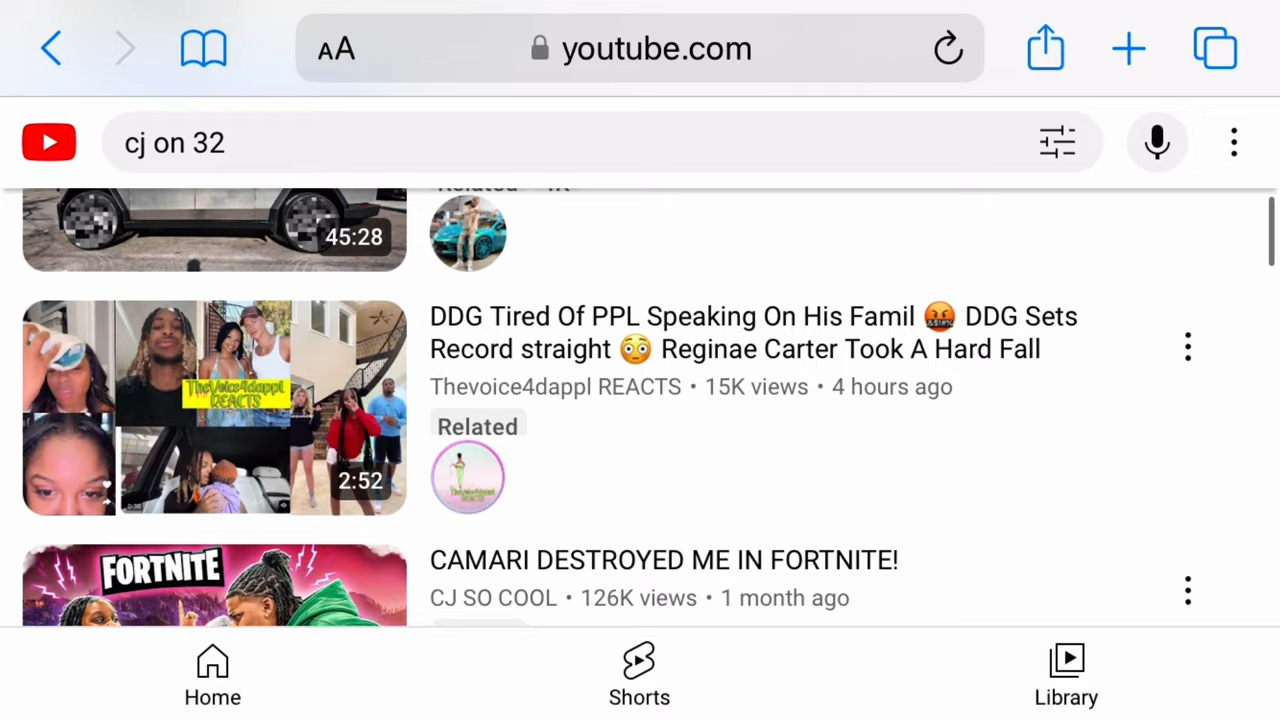 AA
youtube.com
cj on 32
Related
45:28
DDG Tired Of PPL Speaking On His Famil 🤬 DDG Sets
Record straight 😳 Reginae Carter Took A Hard Fall
Thevoice4dappl REACTS • 15K views • 4 hours ago
Related
TheVoice4dappl
REACTS
2:52
FORTNITE
CAMARI DESTROYED ME IN FORTNITE!
CJ SO COOL • 126K views • 1 month ago
Home
Shorts
Library